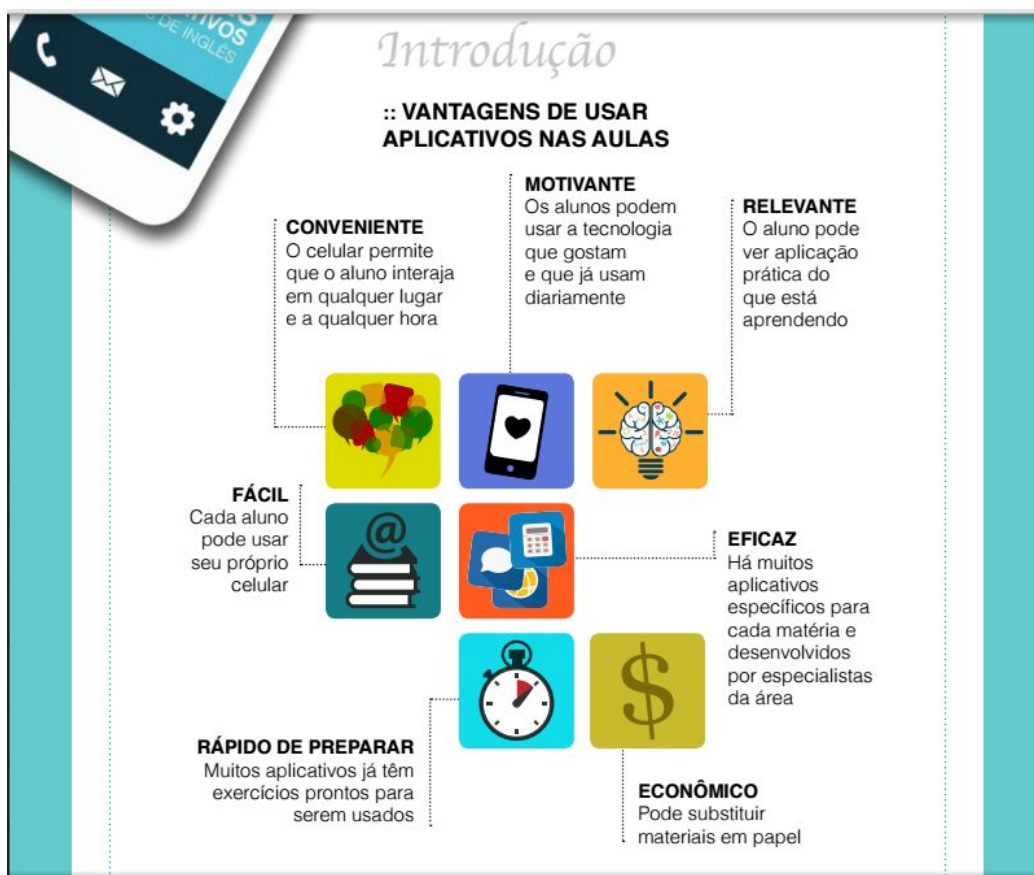 IVOS
S DE INGLÊS
Introdução
:: VANTAGENS DE USAR
APLICATIVOS NAS AULAS
CONVENIENTE
O celular permite
que o aluno interaja
em qualquer lugar
e a qualquer hora
MOTIVANTE
Os alunos podem
usar a tecnologia
que gostam
e que já usam
diariamente
RELEVANTE
O aluno pode
ver aplicação
prática do
que está
aprendendo
FÁCIL
Cada aluno
pode usar
seu próprio
celular
@
EFICAZ
Há muitos
aplicativos
específicos para
cada matéria e
desenvolvidos
por especialistas
da área
$
RÁPIDO DE PREPARAR
Muitos aplicativos já têm
exercícios prontos para
serem usados
ECONÔMICO
Pode substituir
materiais em papel